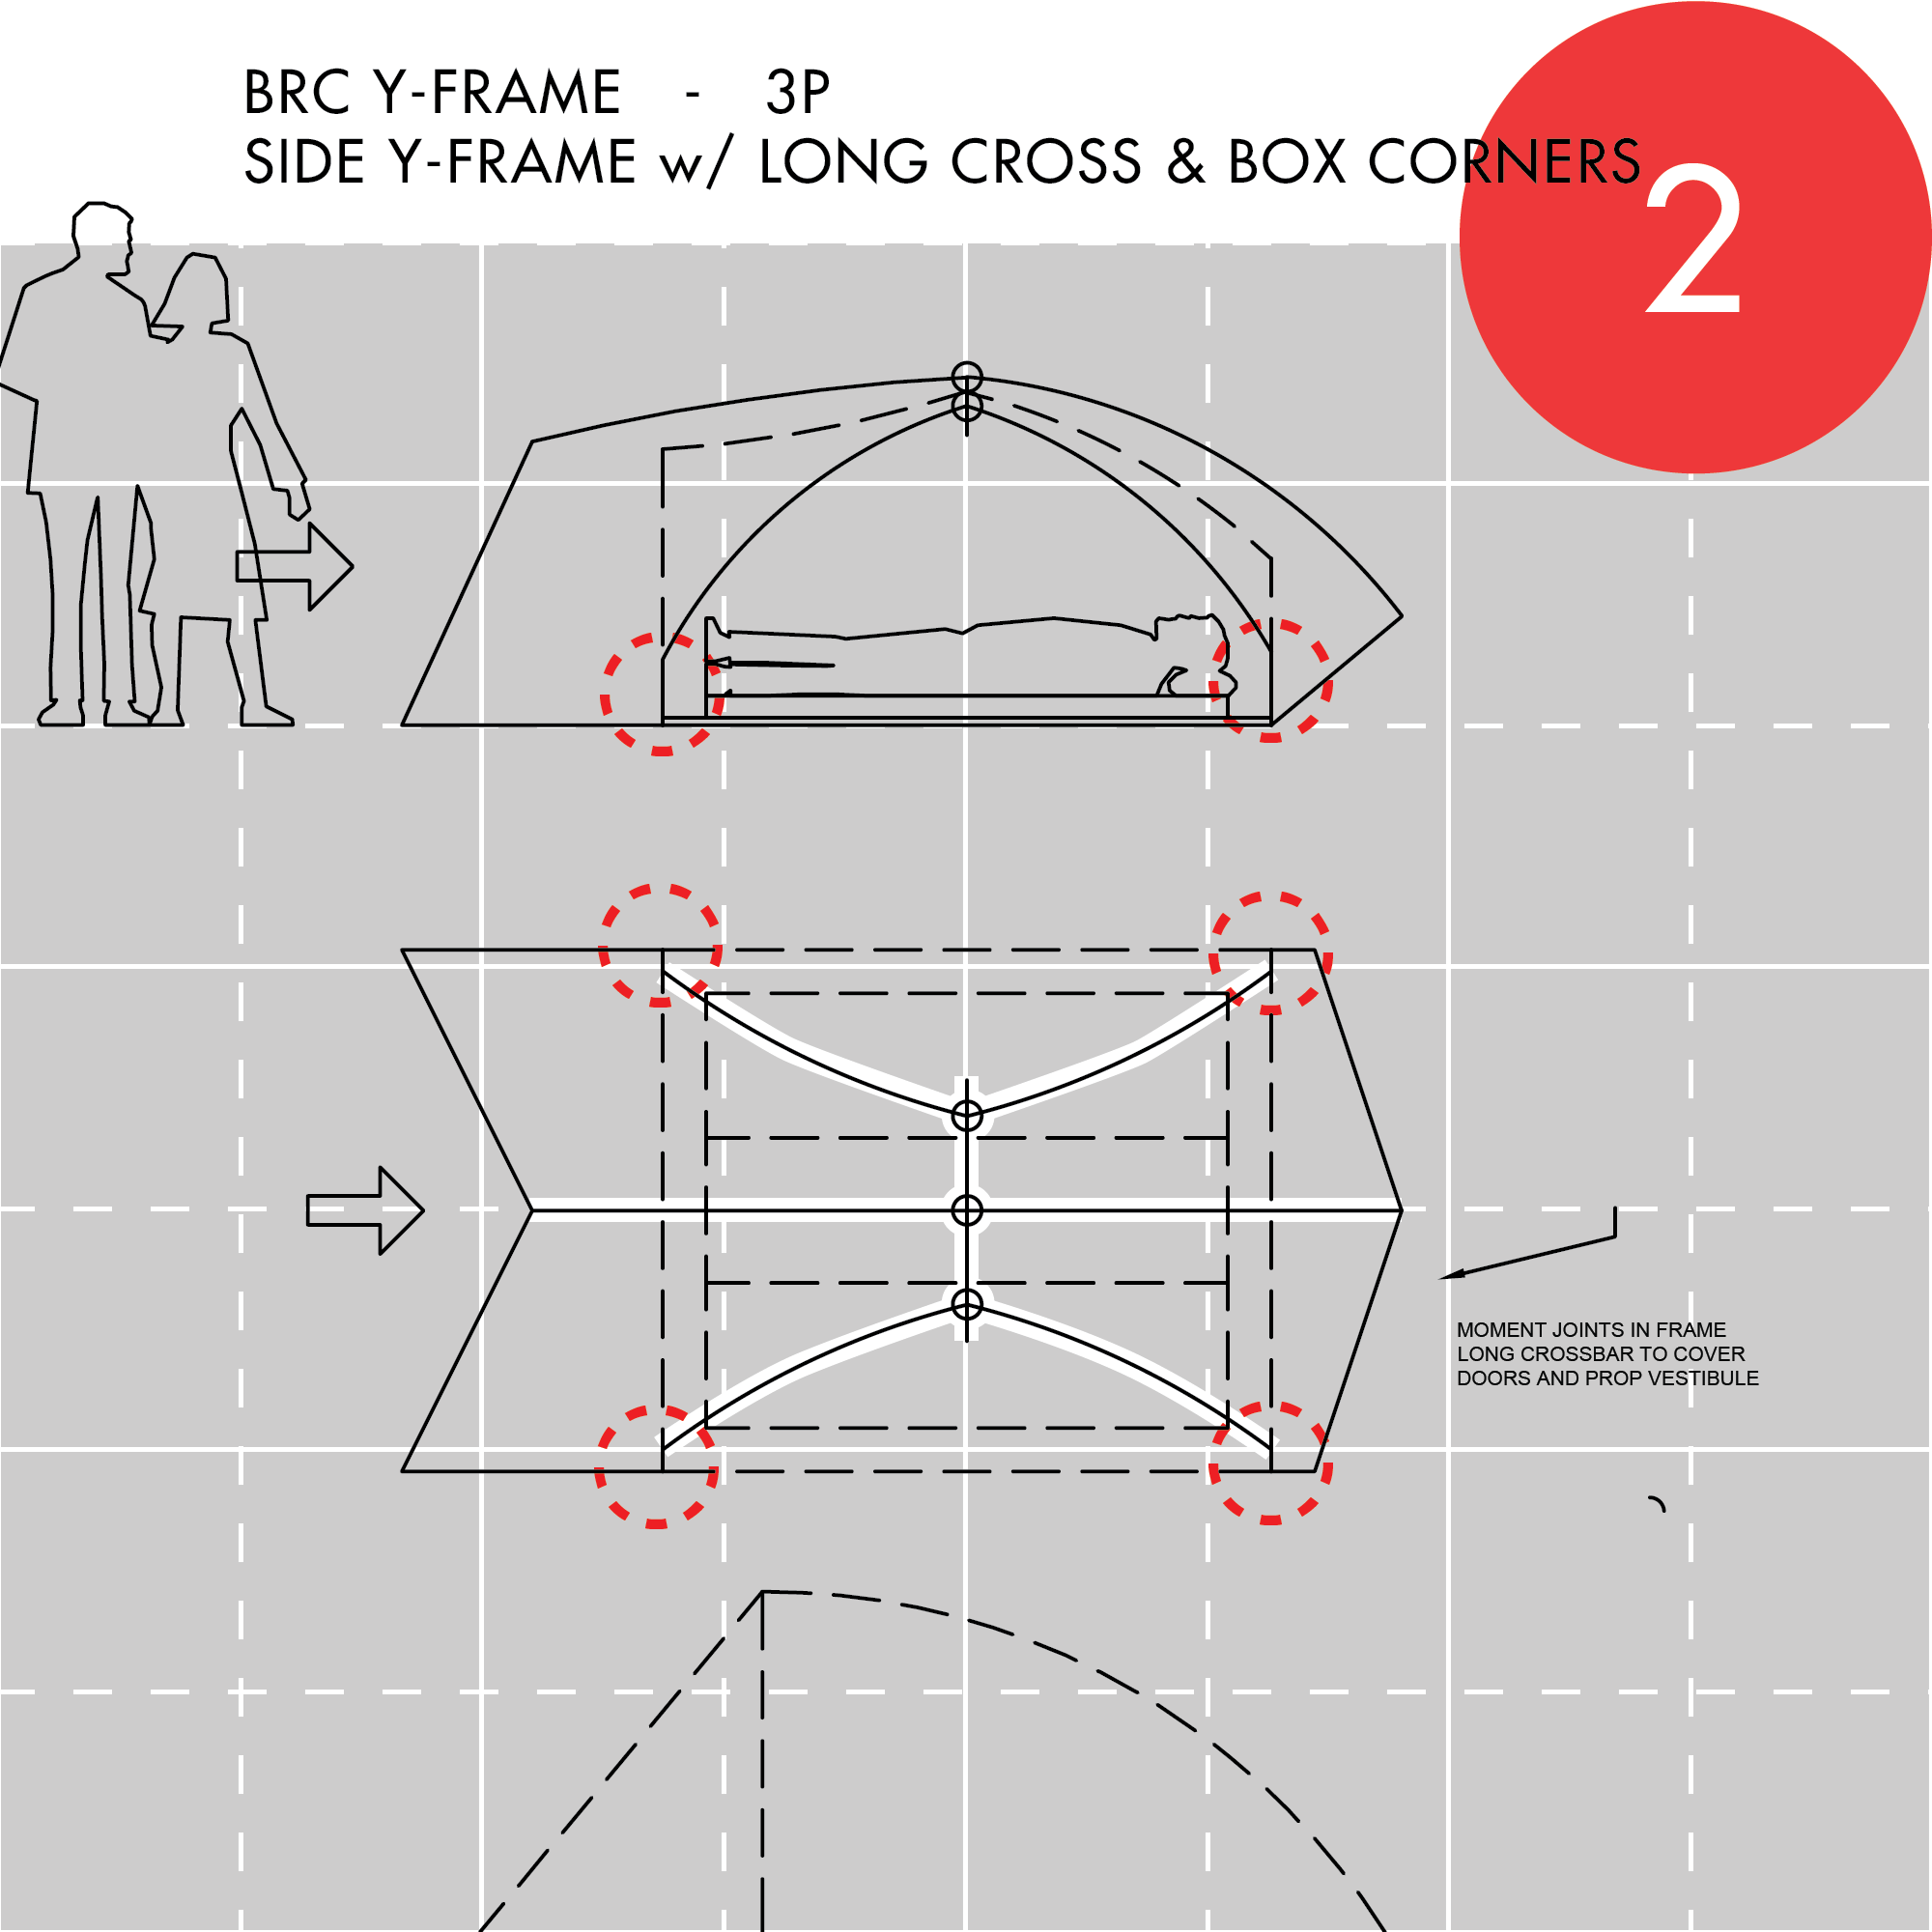 BRC Y-FRAME - 3P
SIDE Y-FRAME w/ LONG CROSS & BOX CORNERS
2
MOMENT JOINTS IN FRAME
LONG CROSSBAR TO COVER
DOORS AND PROP VESTIBULE